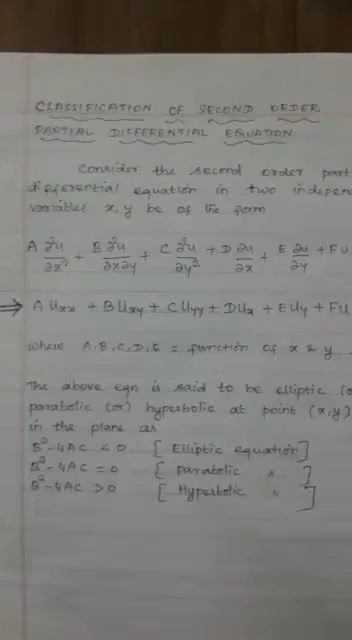 CLASSIFICATION OF SECOND ORDER
PARTIAL DIFFERENTIAL EQUATION
Consider the second order part
differential equation in two indepen
variables x, y be of the form
A ∂²u/∂x² + B ∂²u/∂x∂y + C ∂²u/∂y² + D ∂u/∂x + E ∂u/∂y + Fu
⇒ A Uxx + B Uxy + C Uyy + DUx + EUy + FU
where A, B, C, D, E = function of x & y.
The above eqn is said to be elliptic (o
parabolic (or) hyperbolic at point (x, y)
in the plane as
B²-4AC < 0 [ Elliptic equation ]
B²-4AC = 0 [ parabolic " ]
B²-4AC > 0 [ Hyperbolic " ]